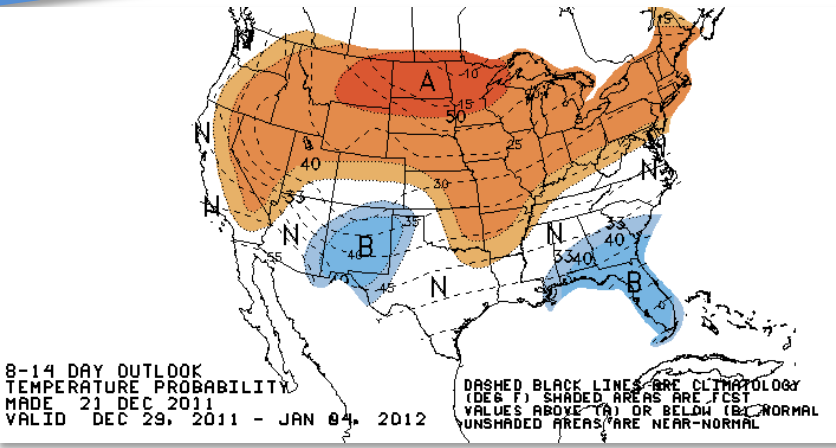 15
N
A
10
15
50
N
25
40
N
30
33
N
35
33
N
N
40
B
55
40
33
40
40
B
N
45
8-14 DAY OUTLOOK
TEMPERATURE PROBABILITY
MADE 21 DEC 2011
VALID DEC 29, 2011 - JAN 04, 2012
DASHED BLACK LINES ARE CLIMATOLOGY
(DEG F) SHADED AREAS ARE FCST
VALUES ABOVE (A) OR BELOW (B) NORMAL
UNSHADED AREAS ARE NEAR-NORMAL